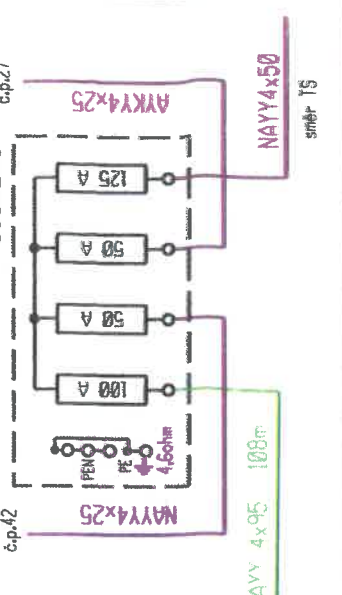 č.p.27
AYKY4x25
NAYY4x50
směr TS
125 A
50 A
50 A
100 A
PEN
PE
4,6ohm
č.p.42
NAYY4x25
AYY 4x95 108m